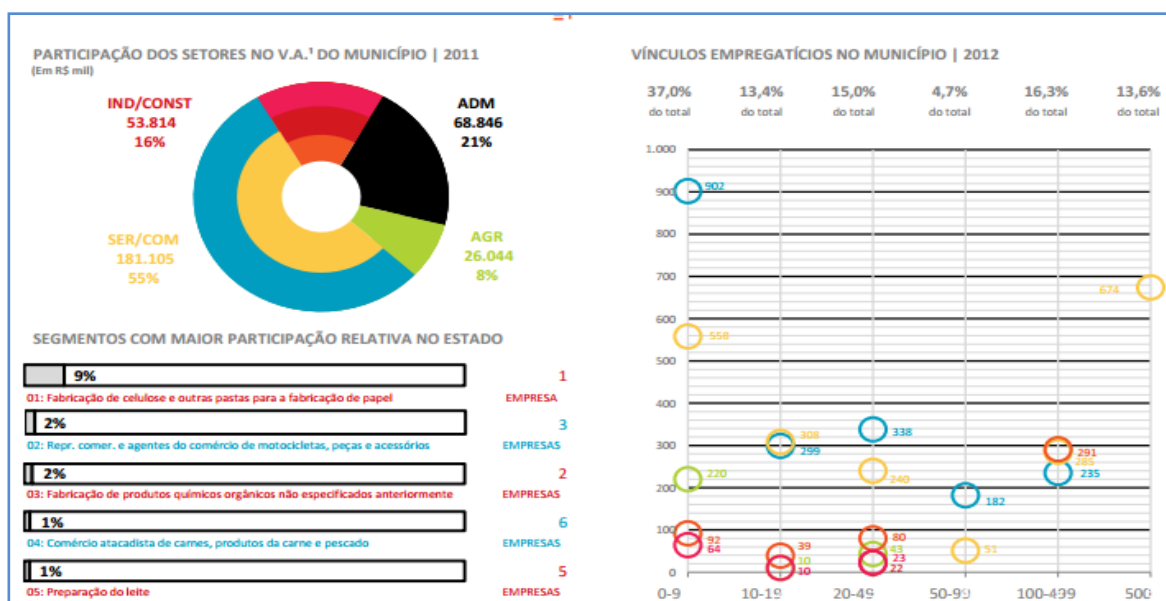 PARTICIPAÇÃO DOS SETORES NO V.A.¹ DO MUNICÍPIO | 2011
(Em R$ mil)
IND/CONST
53.814
16%
ADM
68.846
21%
SER/COM
181.105
55%
AGR
26.044
8%
SEGMENTOS COM MAIOR PARTICIPAÇÃO RELATIVA NO ESTADO
9%
1
01: Fabricação de celulose e outras pastas para a fabricação de papel
EMPRESA
2%
3
02: Repr. comer. e agentes do comércio de motocicletas, peças e acessórios
EMPRESAS
2%
2
03: Fabricação de produtos químicos orgânicos não especificados anteriormente
EMPRESAS
1%
6
04: Comércio atacadista de carnes, produtos da carne e pescado
EMPRESAS
1%
5
05: Preparação do leite
EMPRESAS
VÍNCULOS EMPREGATÍCIOS NO MUNICÍPIO | 2012
37,0% 13,4% 15,0% 4,7% 16,3% 13,6%
do total do total do total do total do total do total
1.000
900
902
800
700
674
600
558
500
400
338
308
300
299
291
285
240
235
220
200
182
100
92
80
64
51
43
39
23
22
10
10
0
0-9 10-19 20-49 50-99 100-499 500